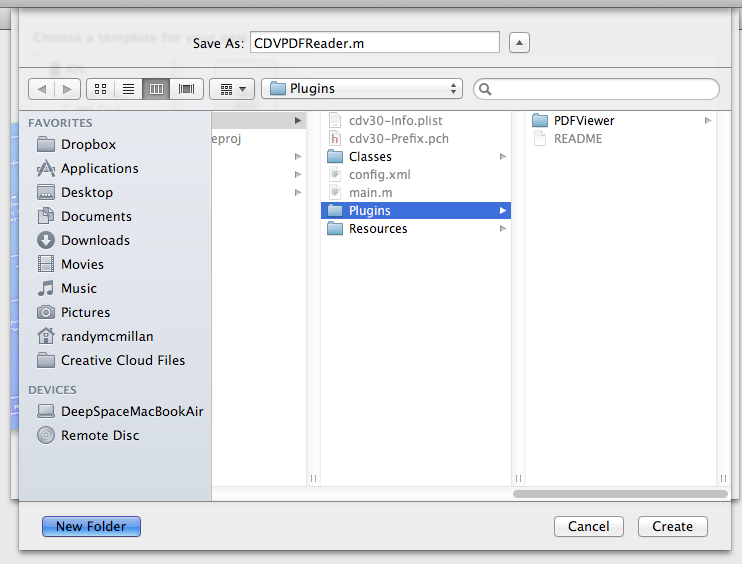 Choose a template for your new
Save As: CDVPDFReader.m
Plugins
FAVORITES
Dropbox
Applications
Desktop
Documents
Downloads
Movies
Music
Pictures
randymcmillan
Creative Cloud Files
DEVICES
DeepSpaceMacBookAir
Remote Disc
eproj
cdv30-Info.plist
cdv30-Prefix.pch
Classes
config.xml
main.m
Plugins
Resources
PDFViewer
README
New Folder
Cancel
Create